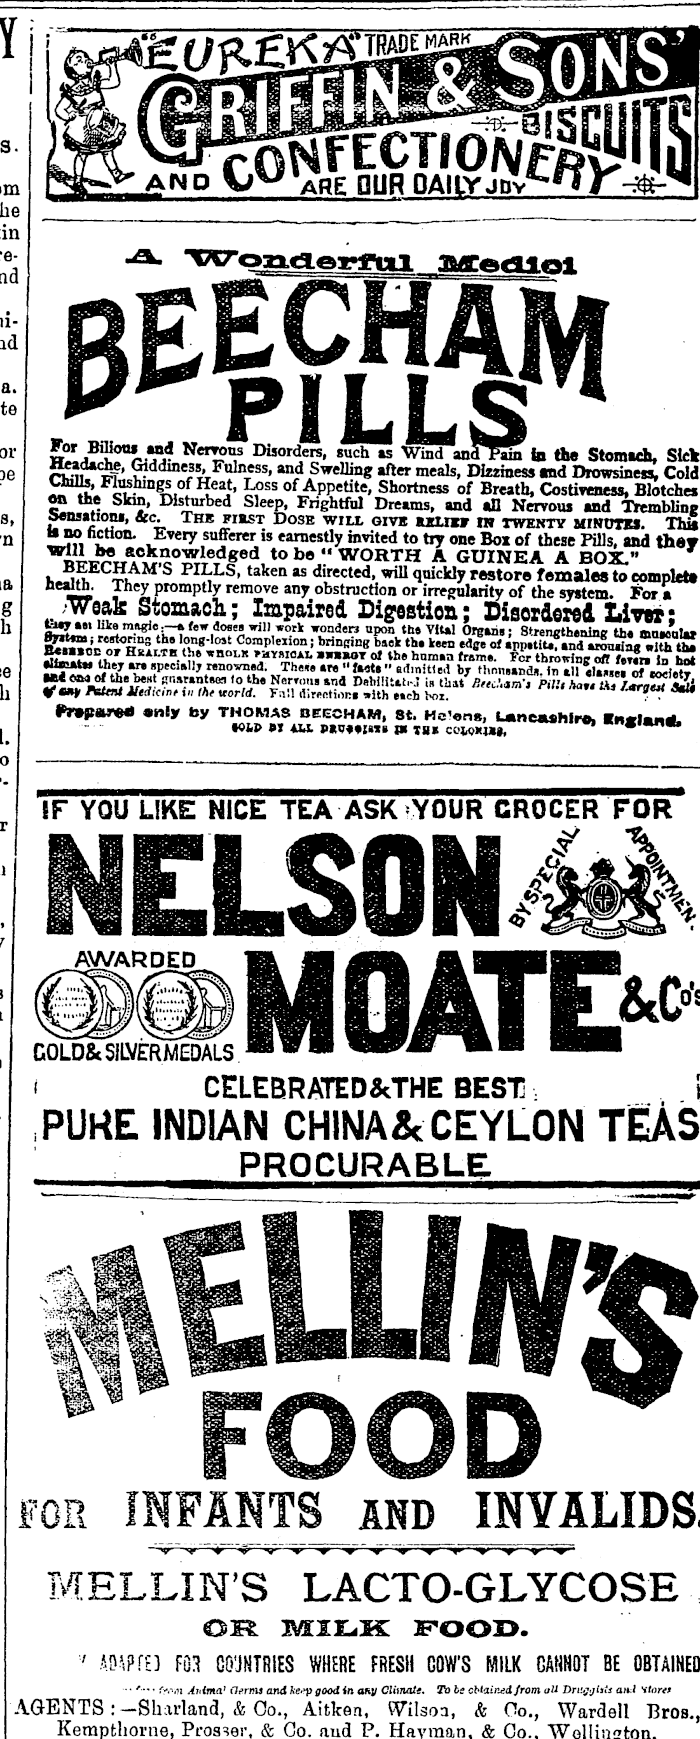 "EUREKA" TRADE MARK
GRIFFIN & SONS'
BISCUITS
AND CONFECTIONERY
ARE OUR DAILY JOY
A Wonderful Medici
BEECHAM
PILLS
For Bilious and Nervous Disorders, such as Wind and Pain in the Stomach, Sick
Headache, Giddiness, Fulness, and Swelling after meals, Dizziness and Drowsiness, Cold
Chills, Flushings of Heat, Loss of Appetite, Shortness of Breath, Costiveness, Blotches
on the Skin, Disturbed Sleep, Frightful Dreams, and all Nervous and Trembling
Sensations, &c. THE FIRST DOSE WILL GIVE RELIEF IN TWENTY MINUTES. This
is no fiction. Every sufferer is earnestly invited to try one Box of these Pills, and they
will be acknowledged to be "WORTH A GUINEA A BOX."
BEECHAM'S PILLS, taken as directed, will quickly restore females to complete
health. They promptly remove any obstruction or irregularity of the system. For a
Weak Stomach; Impaired Digestion; Disordered Liver;
they act like magic:—a few doses will work wonders upon the Vital Organs; Strengthening the muscular
System; restoring the long-lost Complexion; bringing back the keen edge of appetite, and arousing with the
ROSEBUD OF HEALTH the WHOLE PHYSICAL ENERGY of the human frame. For throwing off fevers in hot
climates they are specially renowned. These are "facts" admitted by thousands, in all classes of society,
and one of the best guarantees to the Nervous and Debilitated is that Beecham's Pills have the Largest Sale
of any Patent Medicine in the world. Full directions with each box.
Prepared only by THOMAS BEECHAM, St. Helens, Lancashire, England.
SOLD BY ALL DRUGGISTS IN THE COLONIES.
IF YOU LIKE NICE TEA ASK YOUR GROCER FOR
NELSON
BY SPECIAL APPOINTMEN
AWARDED
MOATE & Co's
GOLD & SILVER MEDALS
CELEBRATED & THE BEST
PURE INDIAN CHINA & CEYLON TEAS
PROCURABLE
MELLIN'S
FOOD
FOR INFANTS AND INVALIDS.
MELLIN'S LACTO-GLYCOSE
OR MILK FOOD.
Y ADAPTED FOR COUNTRIES WHERE FRESH COW'S MILK CANNOT BE OBTAINED
from Animal Germs and keep good in any Climate. To be obtained from all Druggists and Stores
AGENTS:—Sharland, & Co., Aitken, Wilson, & Co., Wardell Bros.,
Kempthorne, Prosser, & Co. and P. Hayman, & Co., Wellington.